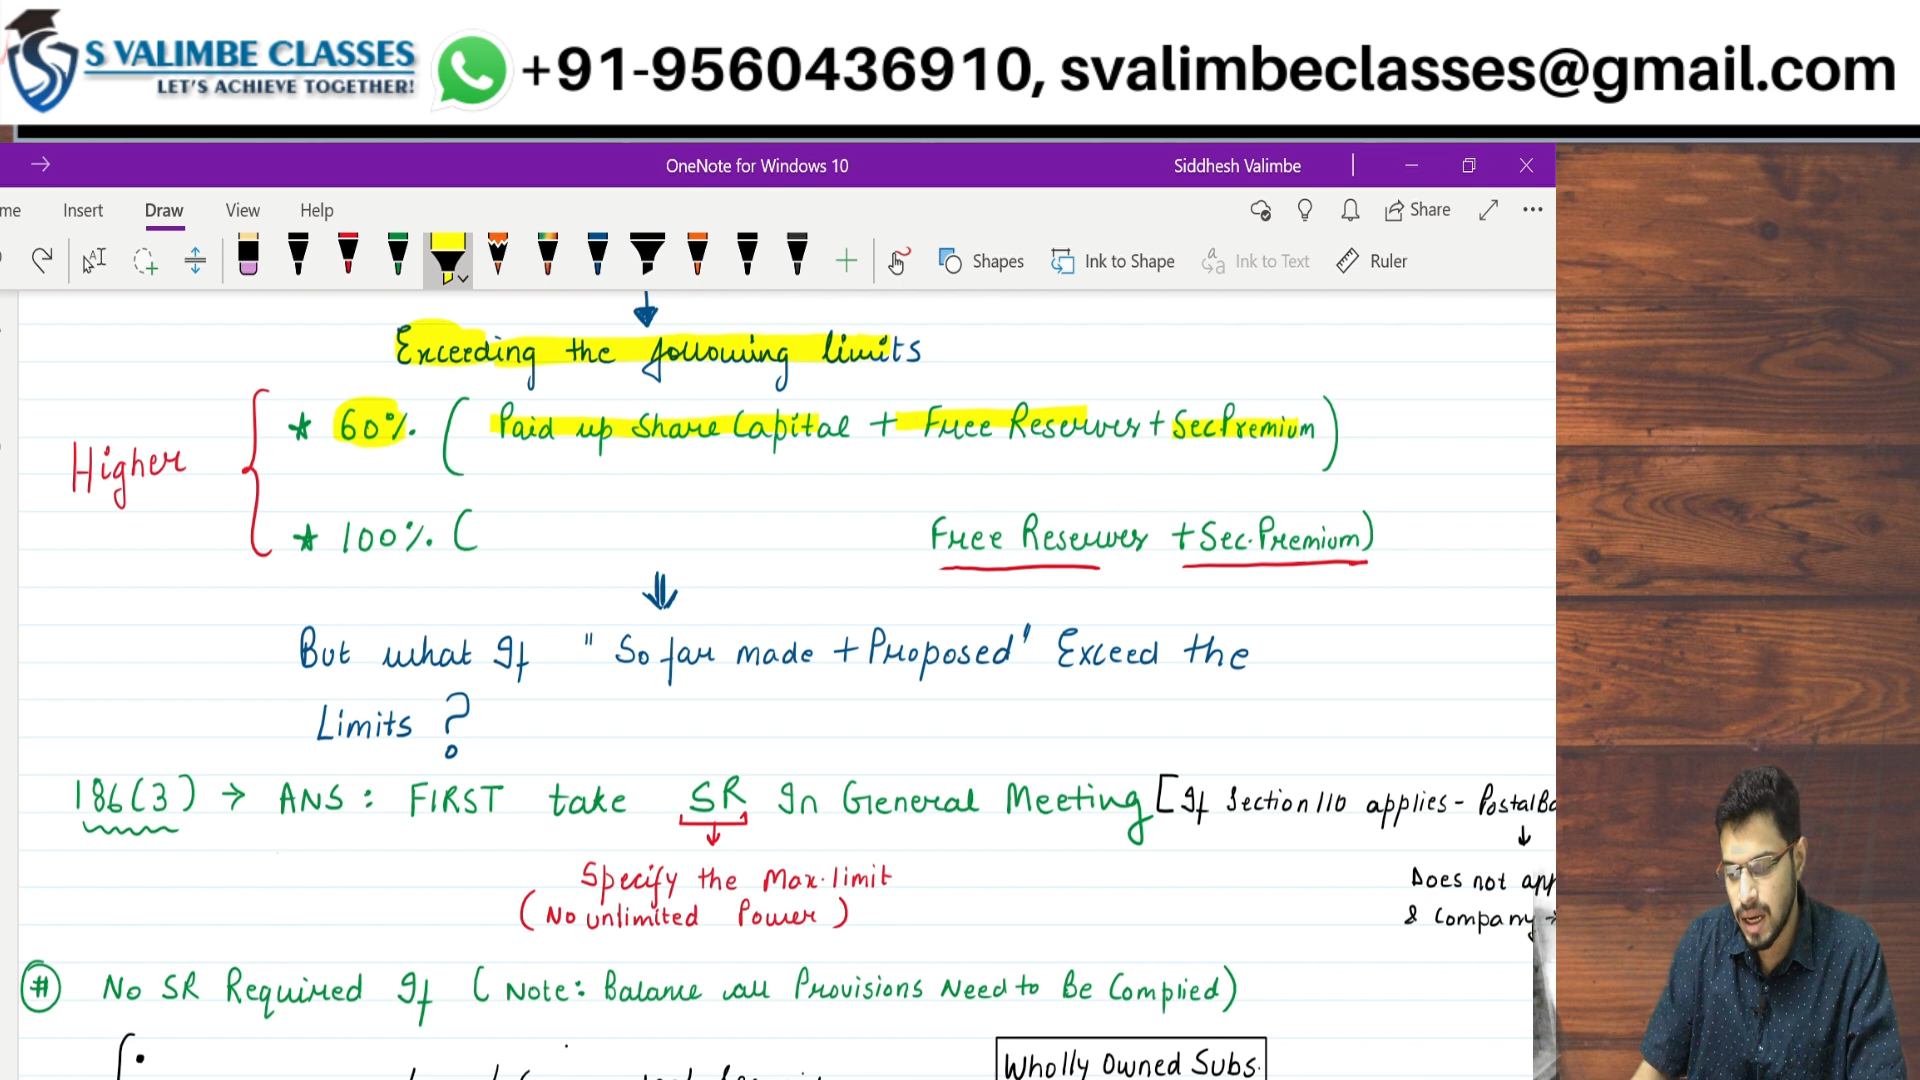 S VALIMBE CLASSES
LET'S ACHIEVE TOGETHER!
+91-9560436910, svalimbeclasses@gmail.com
OneNote for Windows 10
Siddhesh Valimbe
me Insert Draw View Help
Share
Shapes
Ink to Shape
Ink to Text
Ruler
Exceeding the following limits
Higher
* 60% ( Paid up Share Capital + Free Reserves + Sec Premium )
* 100% ( Free Reserves + Sec. Premium )
But what If " So far made + Proposed " Exceed the
Limits ?
186(3) → ANS : FIRST take SR In General Meeting [ If Section 110 applies - Postal Bo
Specify the Max. limit
( No unlimited Power )
Does not app
& Company →
# No SR Required If ( Note : Balance all Provisions Need to Be Complied )
Wholly Owned Subs.